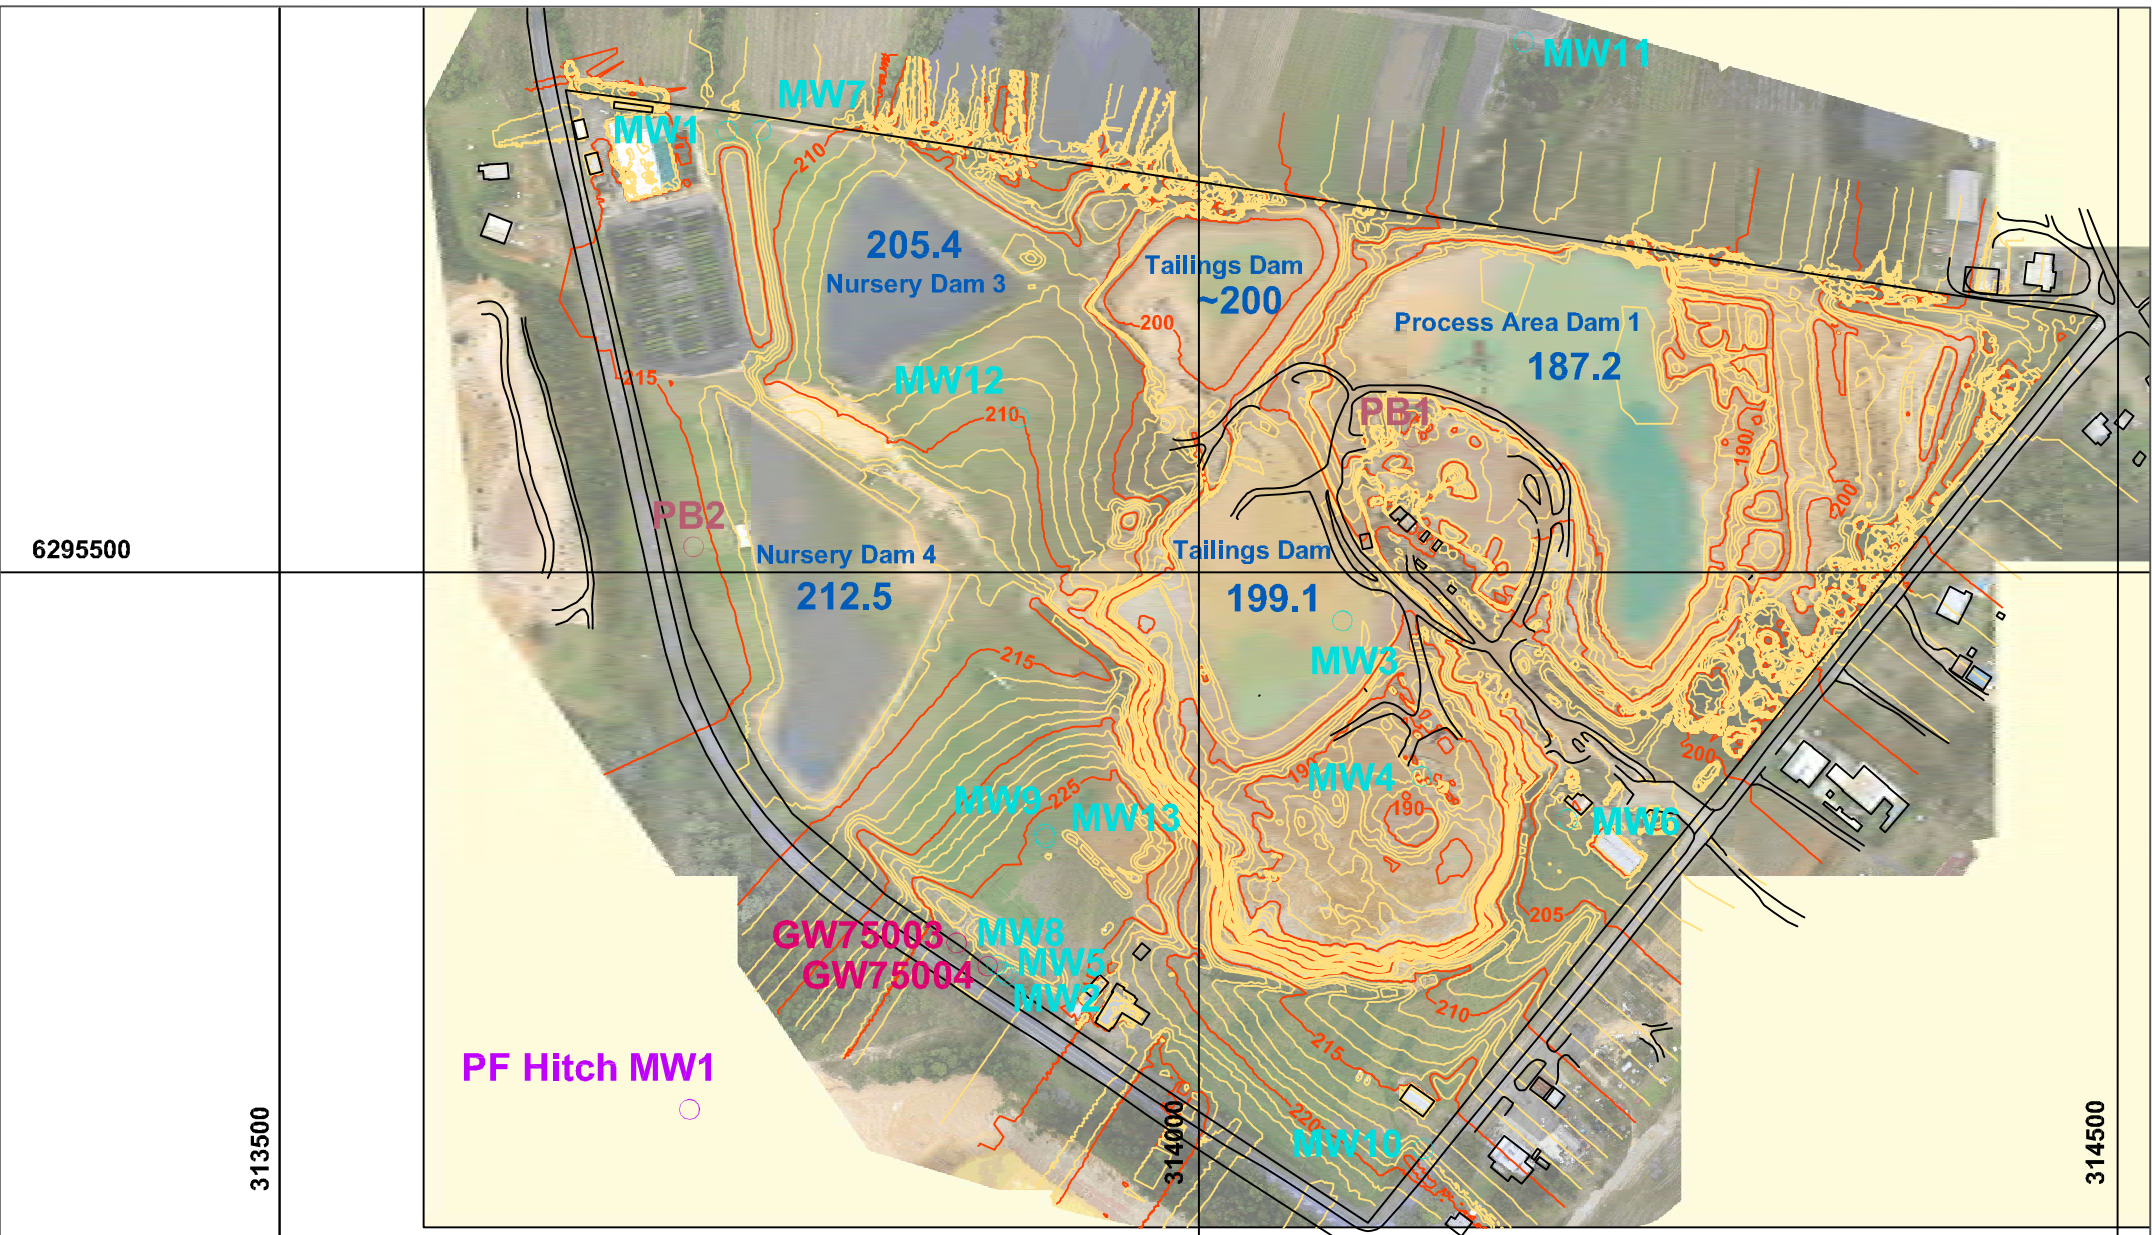 MW11
MW7
MW1
210
205.4
Nursery Dam 3
Tailings Dam
~200
200
Process Area Dam 1
187.2
215
MW12
210
PB1
190
200
PB2
6295500
Nursery Dam 4
212.5
Tailings Dam
199.1
MW3
215
200
190
MW4
190
MW9
225
MW13
MW6
205
GW75003
MW8
GW75004
MW5
MW2
210
215
PF Hitch MW1
220
MW10
313500
314000
314500